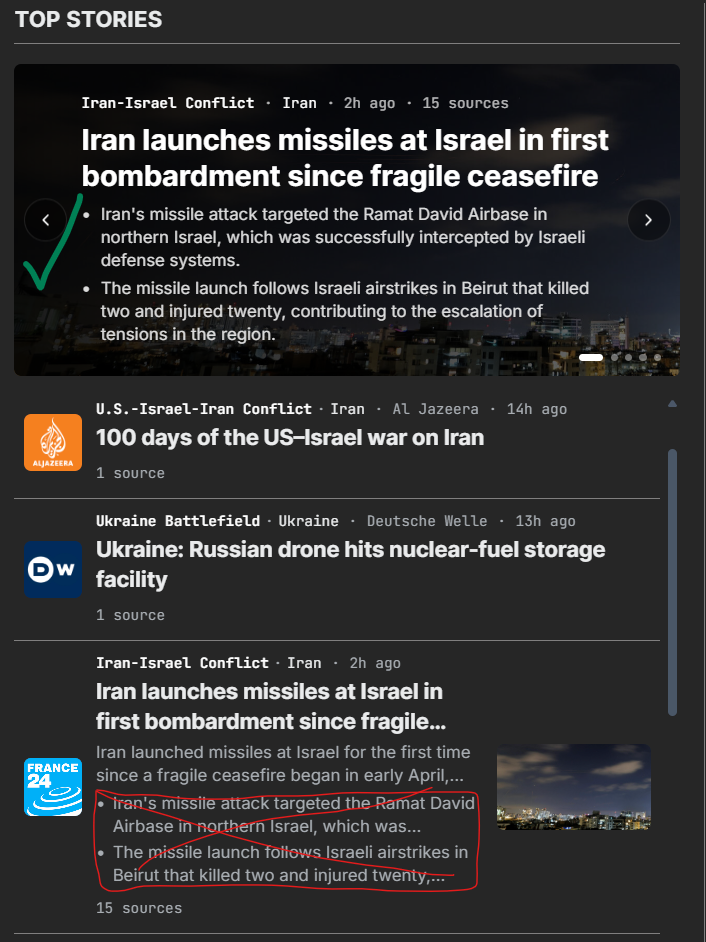 TOP STORIES
Iran-Israel Conflict · Iran · 2h ago · 15 sources
Iran launches missiles at Israel in first
bombardment since fragile ceasefire
• Iran's missile attack targeted the Ramat David Airbase in
northern Israel, which was successfully intercepted by Israeli
defense systems.
• The missile launch follows Israeli airstrikes in Beirut that killed
two and injured twenty, contributing to the escalation of
tensions in the region.
U.S.-Israel-Iran Conflict · Iran · Al Jazeera · 14h ago
100 days of the US–Israel war on Iran
ALJAZEERA
1 source
Ukraine Battlefield · Ukraine · Deutsche Welle · 13h ago
Ukraine: Russian drone hits nuclear-fuel storage
facility
DW
1 source
Iran-Israel Conflict · Iran · 2h ago
Iran launches missiles at Israel in
first bombardment since fragile...
Iran launched missiles at Israel for the first time
since a fragile ceasefire began in early April,...
FRANCE
24
• Iran's missile attack targeted the Ramat David
Airbase in northern Israel, which was...
• The missile launch follows Israeli airstrikes in
Beirut that killed two and injured twenty,...
15 sources